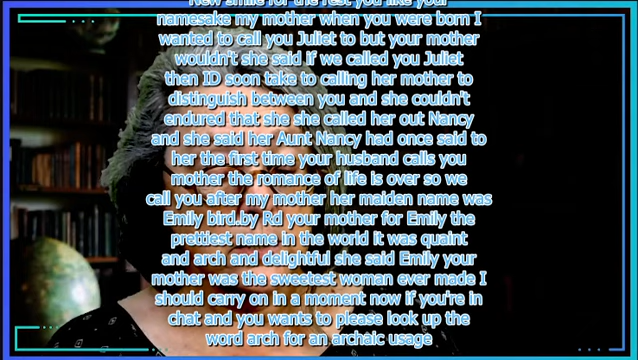 New smile for the rest you like your
namesake my mother when you were born I
wanted to call you Juliet to but your mother
wouldn't she said if we called you Juliet
then ID soon take to calling her mother to
distinguish between you and she couldn't
endured that she she called her out Nancy
and she said her Aunt Nancy had once said to
her the first time your husband calls you
mother the romance of life is over so we
call you after my mother her maiden name was
Emily bird.by Rd your mother for Emily the
prettiest name in the world it was quaint
and arch and delightful she said Emily your
mother was the sweetest woman ever made I
should carry on in a moment now if you're in
chat and you wants to please look up the
word arch for an archaic usage